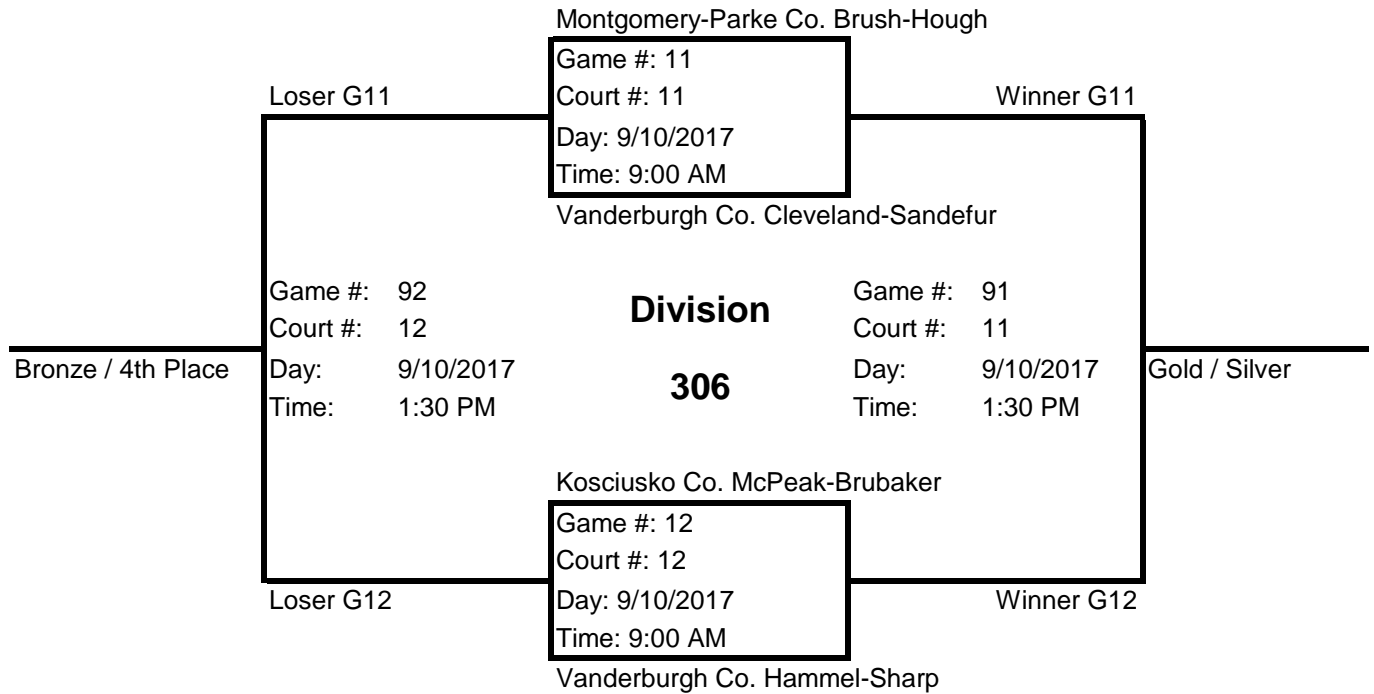 Montgomery-Parke Co. Brush-Hough
Game #: 11
Loser G11
Court #: 11
Winner G11
Day: 9/10/2017
Time: 9:00 AM
Vanderburgh Co. Cleveland-Sandefur
Game #: 92
Court #: 12
Day: 9/10/2017
Time: 1:30 PM
Bronze / 4th Place
Division
306
Game #: 91
Court #: 11
Day: 9/10/2017
Time: 1:30 PM
Gold / Silver
Kosciusko Co. McPeak-Brubaker
Game #: 12
Court #: 12
Loser G12
Day: 9/10/2017
Winner G12
Time: 9:00 AM
Vanderburgh Co. Hammel-Sharp